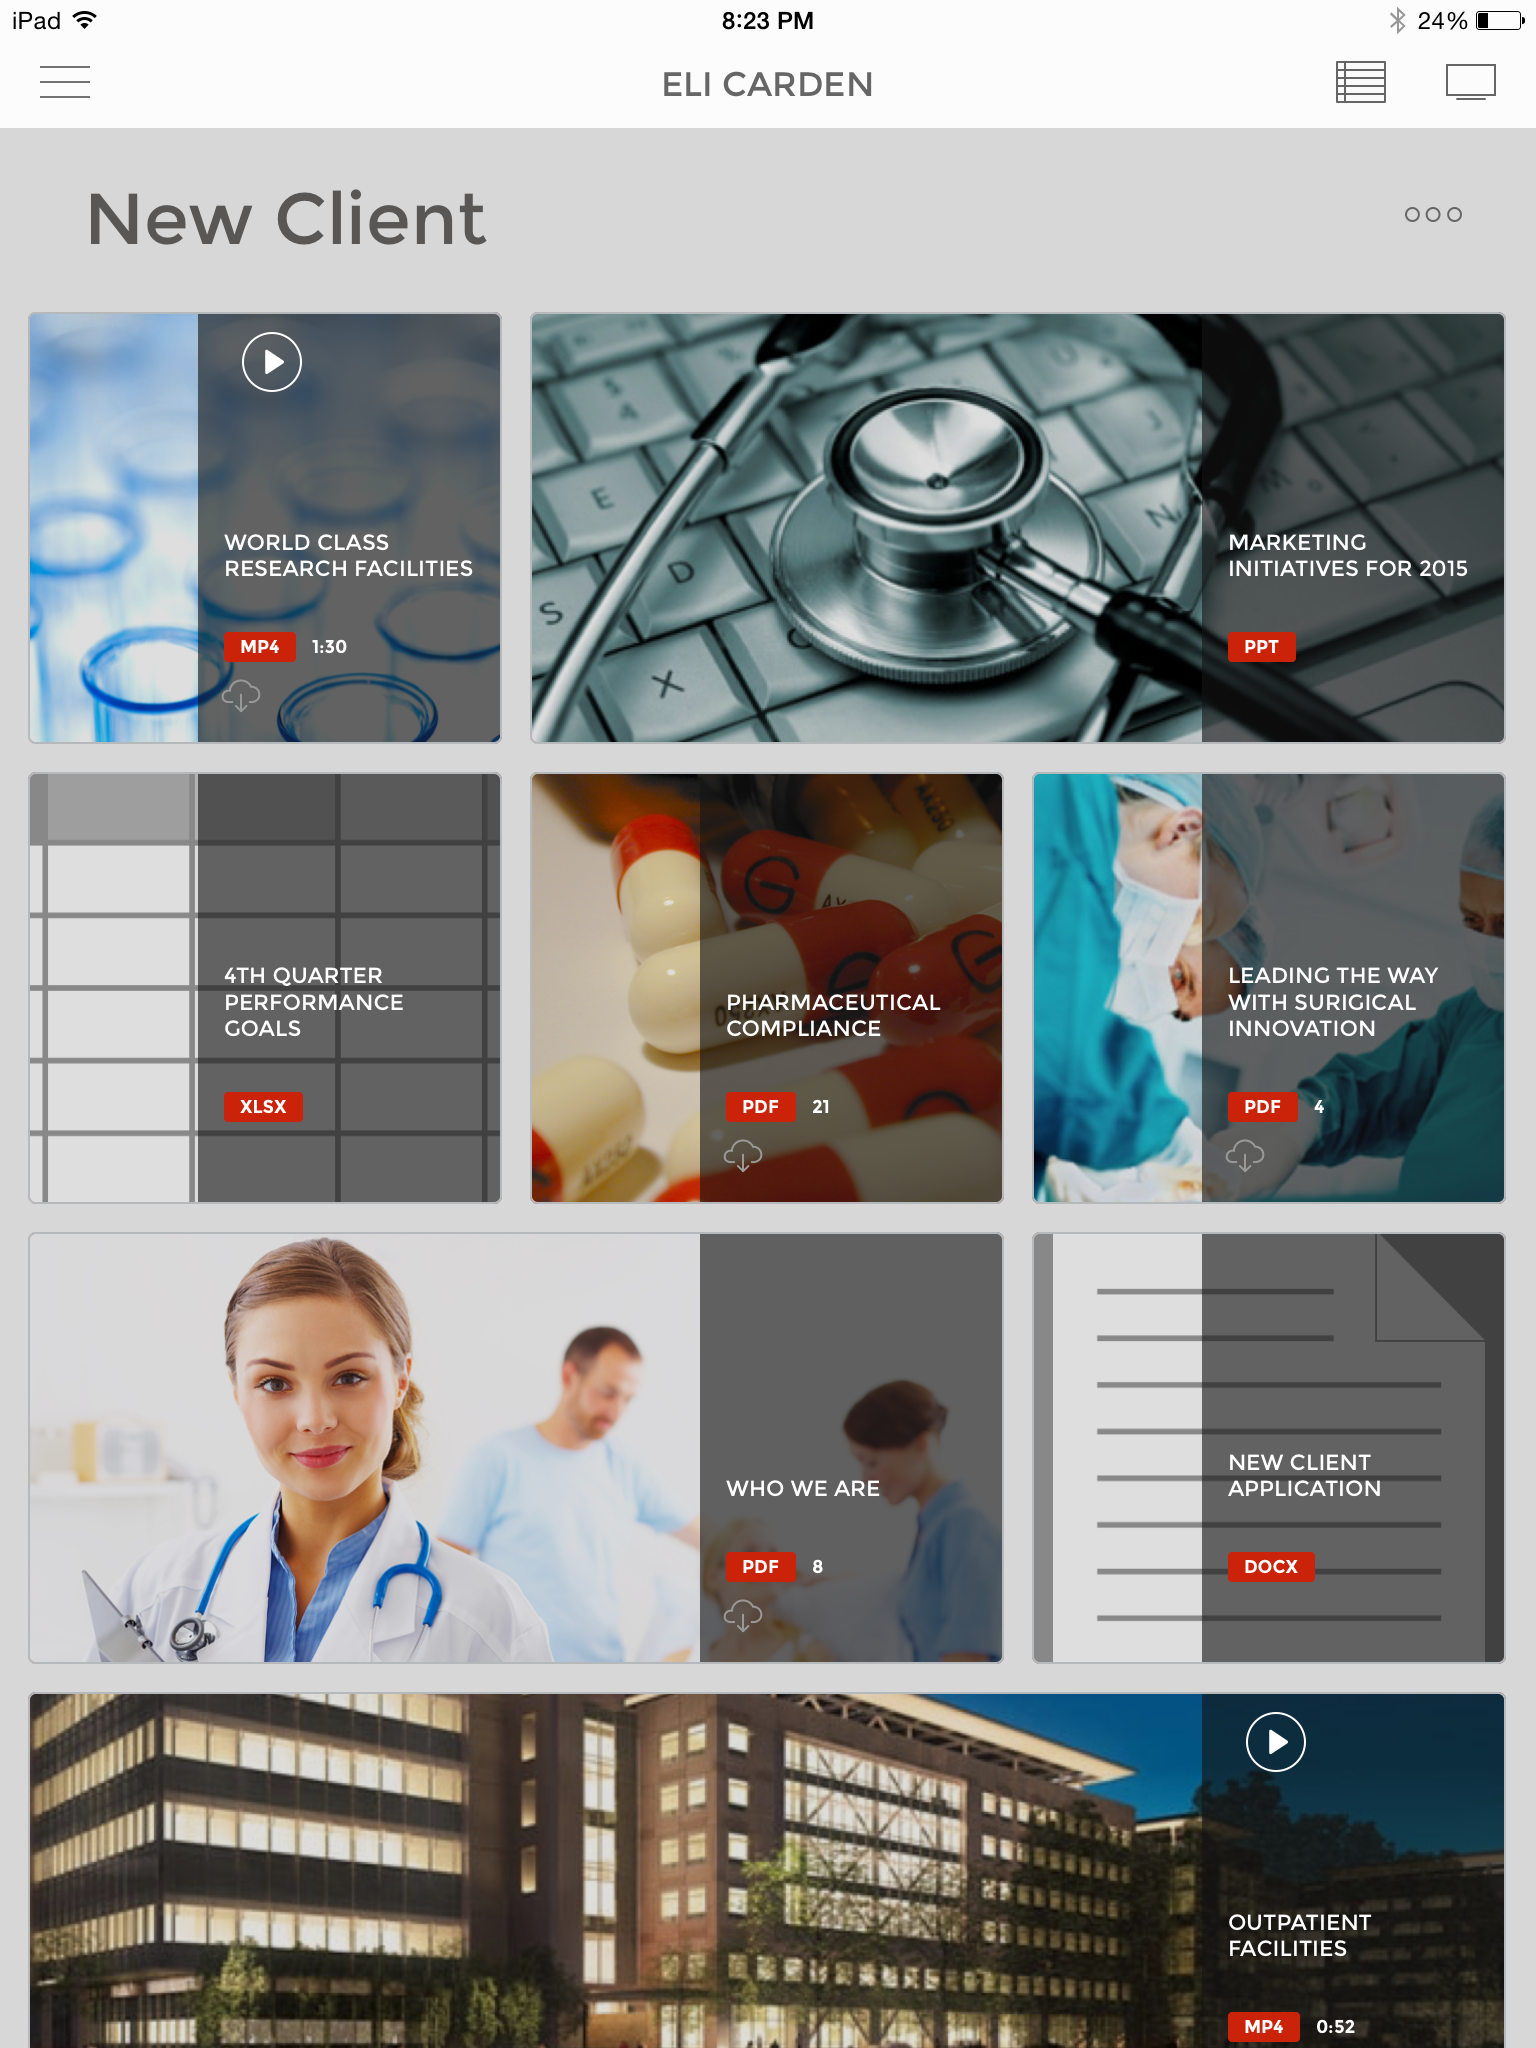 iPad 8:23 PM 24%
ELI CARDEN
New Client
WORLD CLASS
RESEARCH FACILITIES
MP4 1:30
E
D
S
X
MARKETING
INITIATIVES FOR 2015
PPT
4TH QUARTER
PERFORMANCE
GOALS
XLSX
PHARMACEUTICAL
COMPLIANCE
PDF 21
LEADING THE WAY
WITH SURIGICAL
INNOVATION
PDF 4
WHO WE ARE
PDF 8
NEW CLIENT
APPLICATION
DOCX
OUTPATIENT
FACILITIES
MP4 0:52